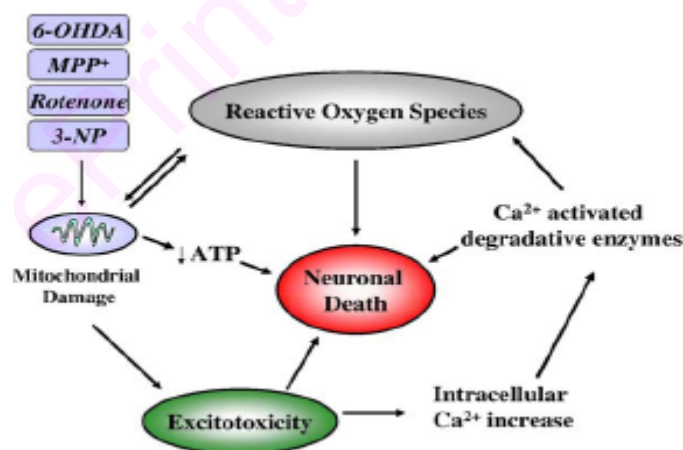 6-OHDA
MPP⁺
Rotenone
3-NP
Reactive Oxygen Species
Ca²⁺ activated
degradative enzymes
↓ ATP
Mitochondrial
Damage
Neuronal
Death
Intracellular
Ca²⁺ increase
Excitotoxicity
ePrint